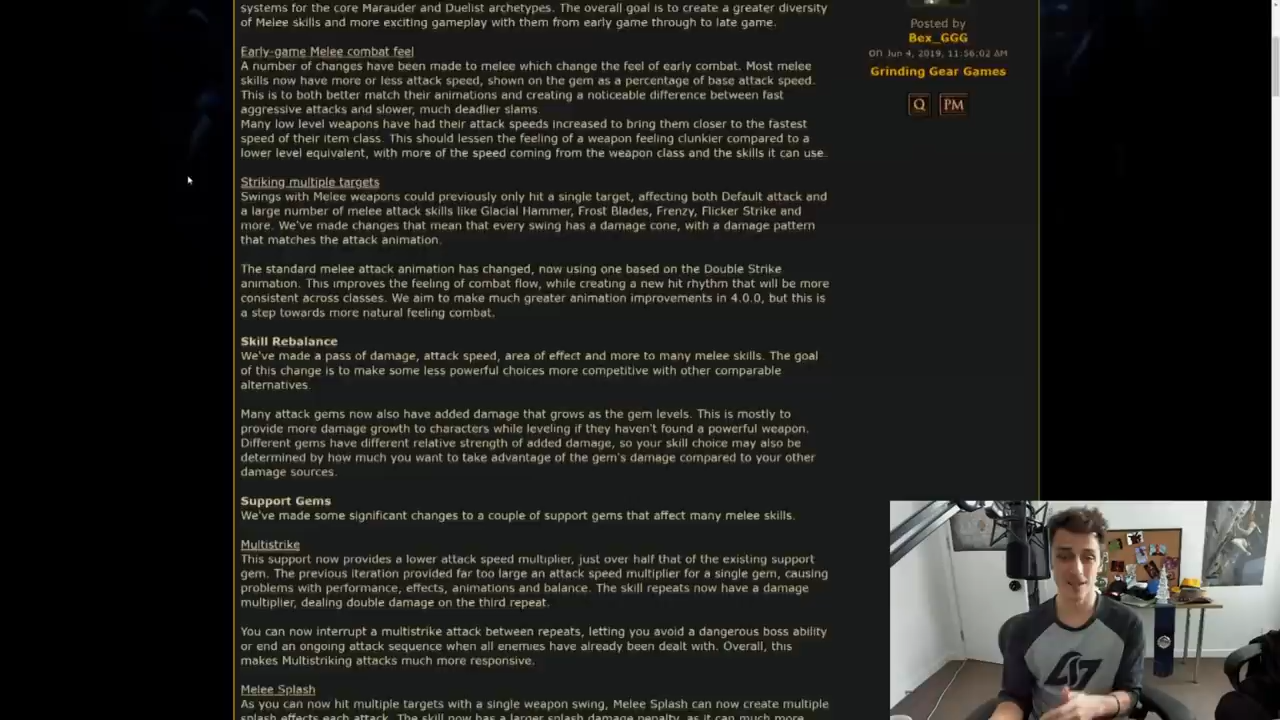 systems for the core Marauder and Duelist archetypes. The overall goal is to create a greater diversity
of Melee skills and more exciting gameplay with them from early game through to late game.
Early-game Melee combat feel
A number of changes have been made to melee which change the feel of early combat. Most melee
skills now have more or less attack speed, shown on the gem as a percentage of base attack speed.
This is to both better match their animations and creating a noticeable difference between fast
aggressive attacks and slower, much deadlier slams.
Many low level weapons have had their attack speeds increased to bring them closer to the fastest
speed of their item class. This should lessen the feeling of a weapon feeling clunkier compared to a
lower level equivalent, with more of the speed coming from the weapon class and the skills it can use.
Striking multiple targets
Swings with Melee weapons could previously only hit a single target, affecting both Default attack and
a large number of melee attack skills like Glacial Hammer, Frost Blades, Frenzy, Flicker Strike and
more. We've made changes that mean that every swing has a damage cone, with a damage pattern
that matches the attack animation.
The standard melee attack animation has changed, now using one based on the Double Strike
animation. This improves the feeling of combat flow, while creating a new hit rhythm that will be more
consistent across classes. We aim to make much greater animation improvements in 4.0.0, but this is
a step towards more natural feeling combat.
Skill Rebalance
We've made a pass of damage, attack speed, area of effect and more to many melee skills. The goal
of this change is to make some less powerful choices more competitive with other comparable
alternatives.
Many attack gems now also have added damage that grows as the gem levels. This is mostly to
provide more damage growth to characters while leveling if they haven't found a powerful weapon.
Different gems have different relative strength of added damage, so your skill choice may also be
determined by how much you want to take advantage of the gem's damage compared to your other
damage sources.
Support Gems
We've made some significant changes to a couple of support gems that affect many melee skills.
Multistrike
This support now provides a lower attack speed multiplier, just over half that of the existing support
gem. The previous iteration provided far too large an attack speed multiplier for a single gem, causing
problems with performance, effects, animations and balance. The skill repeats now have a damage
multiplier, dealing double damage on the third repeat.
You can now interrupt a multistrike attack between repeats, letting you avoid a dangerous boss ability
or end an ongoing attack sequence when all enemies have already been dealt with. Overall, this
makes Multistriking attacks much more responsive.
Melee Splash
As you can now hit multiple targets with a single weapon swing, Melee Splash can now create multiple
splash effects each attack. The skill now has a larger splash damage penalty, as it can much more
Posted by
Bex_GGG
on Jun 4, 2019, 11:56:02 AM
Grinding Gear Games
Q PM